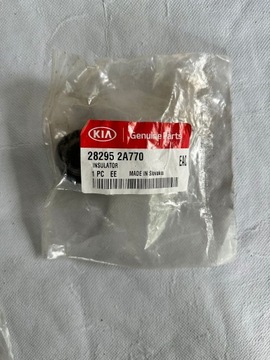 KIA Genuine Parts
28295 2A770
INSULATOR
EAC
1 PC EE MADE IN Slovakia